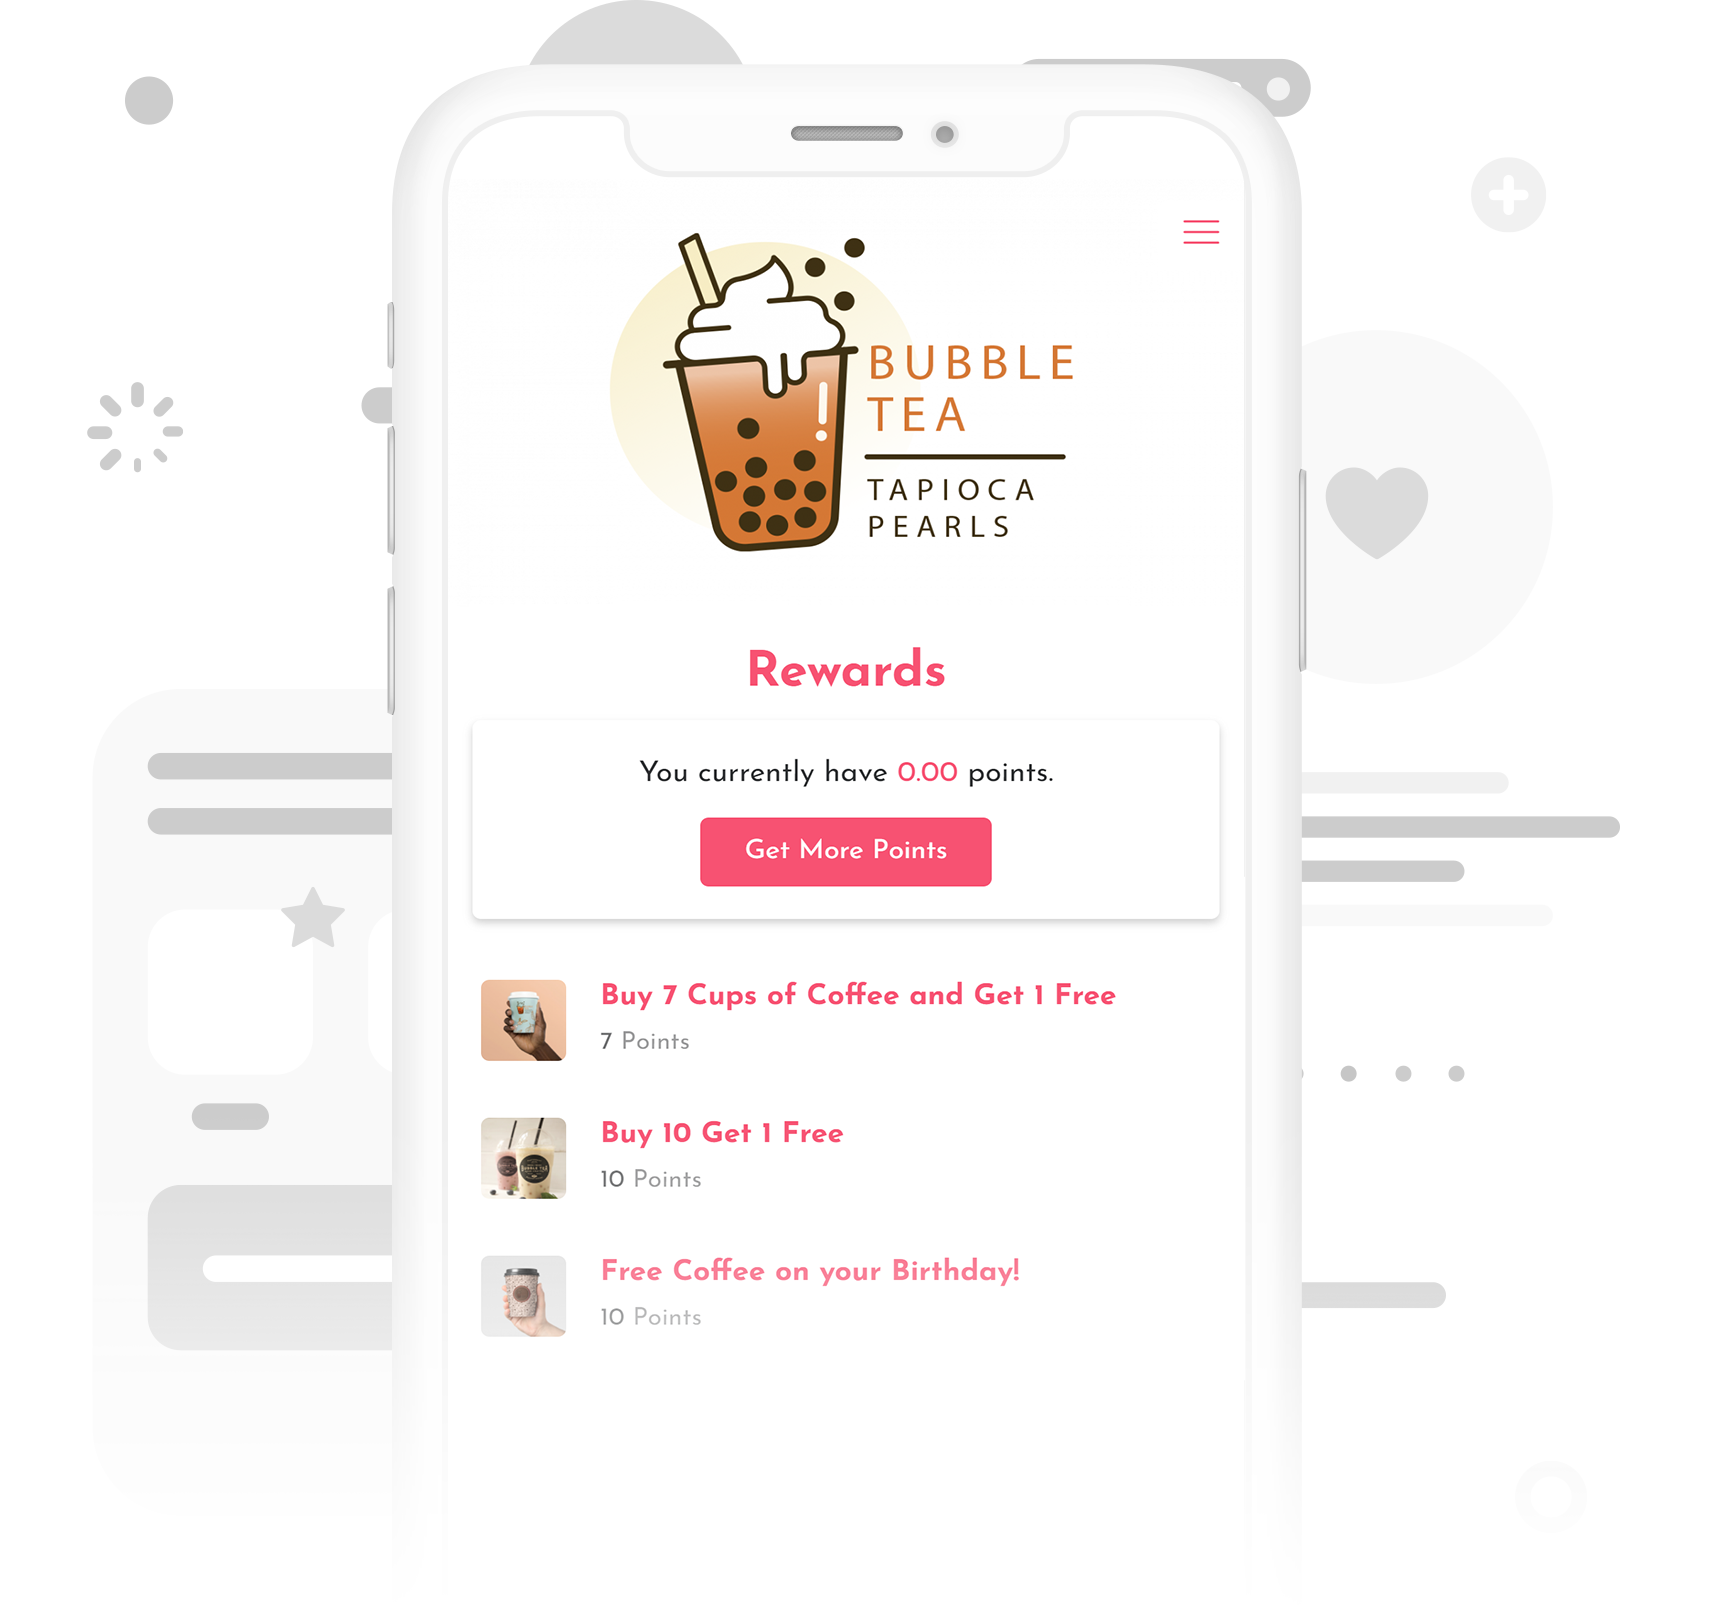 BUBBLE
TEA
TAPIOCA
PEARLS
Rewards
You currently have 0.00 points.
Get More Points
Buy 7 Cups of Coffee and Get 1 Free
7 Points
Buy 10 Get 1 Free
10 Points
BUBBLE TEA
Free Coffee on your Birthday!
10 Points